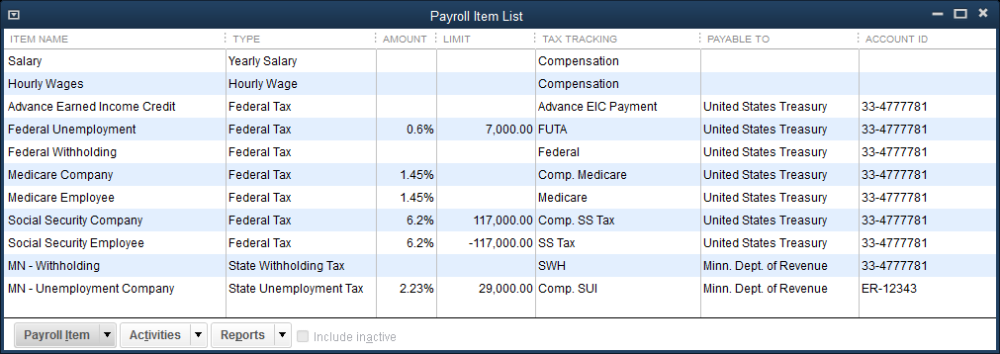 Payroll Item List
ITEM NAME TYPE AMOUNT LIMIT TAX TRACKING PAYABLE TO ACCOUNT ID
Salary Yearly Salary Compensation
Hourly Wages Hourly Wage Compensation
Advance Earned Income Credit Federal Tax Advance EIC Payment United States Treasury 33-4777781
Federal Unemployment Federal Tax 0.6% 7,000.00 FUTA United States Treasury 33-4777781
Federal Withholding Federal Tax Federal United States Treasury 33-4777781
Medicare Company Federal Tax 1.45% Comp. Medicare United States Treasury 33-4777781
Medicare Employee Federal Tax 1.45% Medicare United States Treasury 33-4777781
Social Security Company Federal Tax 6.2% 117,000.00 Comp. SS Tax United States Treasury 33-4777781
Social Security Employee Federal Tax 6.2% -117,000.00 SS Tax United States Treasury 33-4777781
MN - Withholding State Withholding Tax SWH Minn. Dept. of Revenue 33-4777781
MN - Unemployment Company State Unemployment Tax 2.23% 29,000.00 Comp. SUI Minn. Dept. of Revenue ER-12343
Payroll Item Activities Reports Include inactive